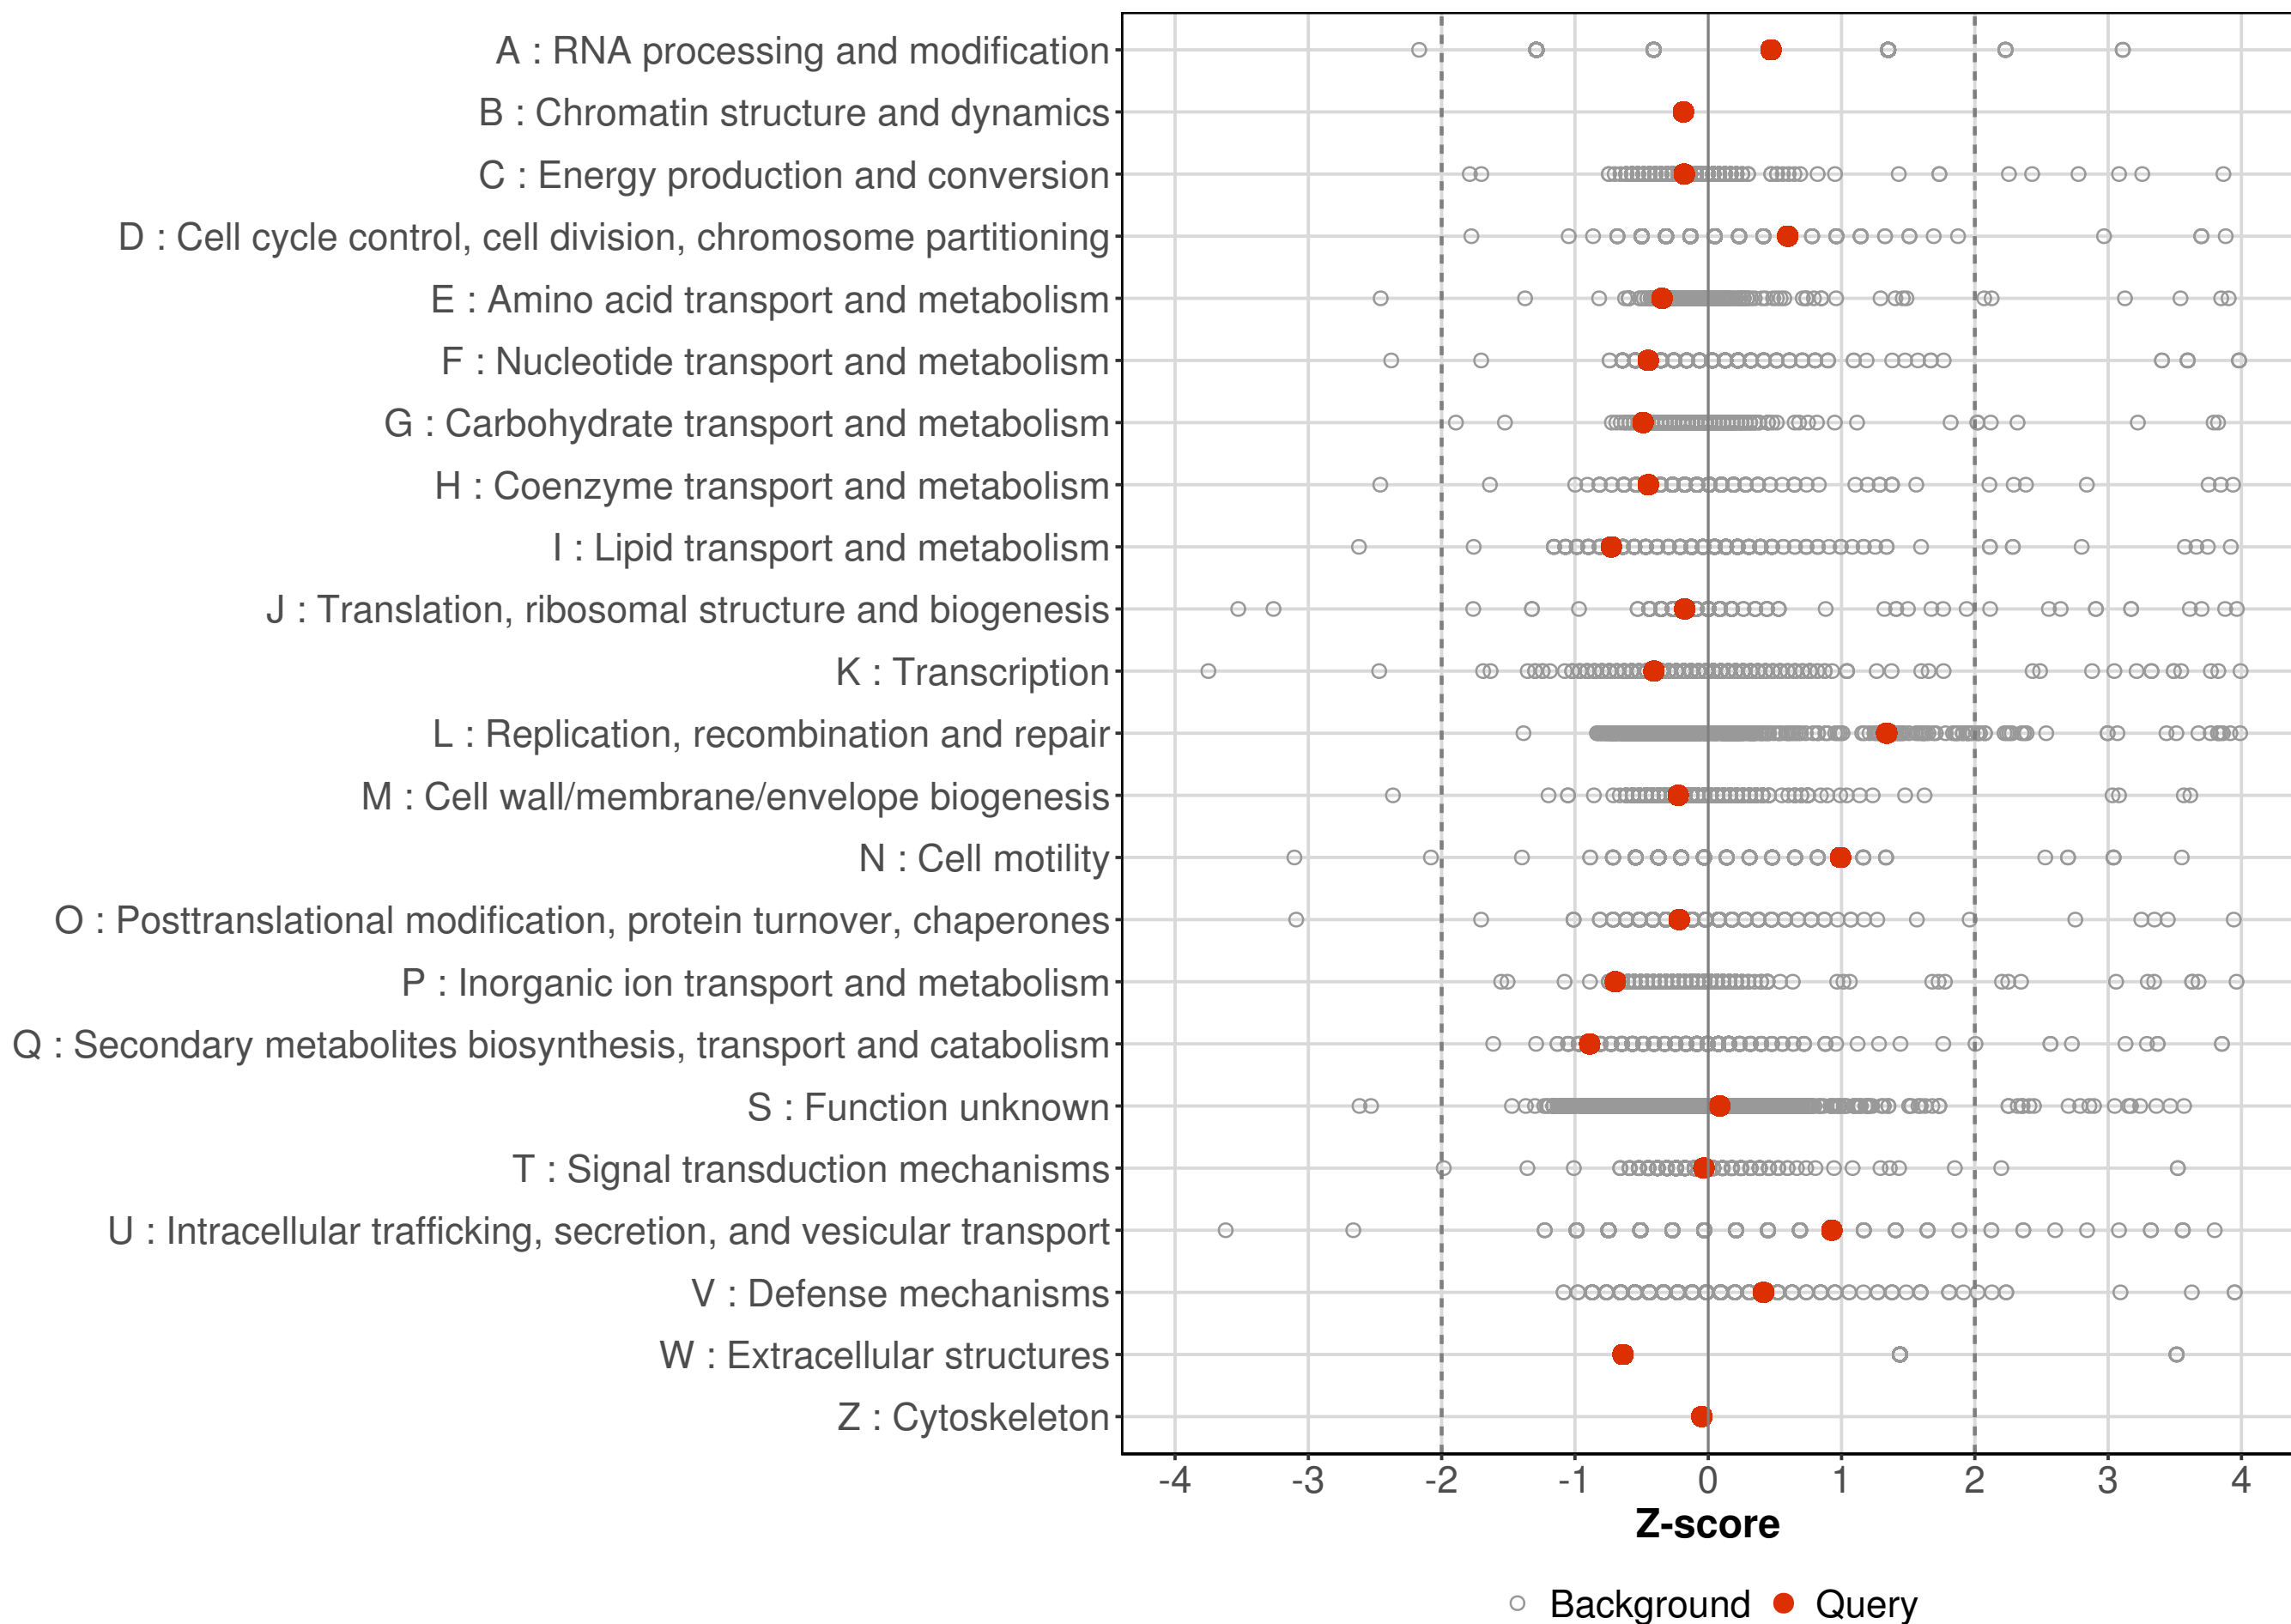 A : RNA processing and modification
B : Chromatin structure and dynamics
C : Energy production and conversion
D : Cell cycle control, cell division, chromosome partitioning
E : Amino acid transport and metabolism
F : Nucleotide transport and metabolism
G : Carbohydrate transport and metabolism
H : Coenzyme transport and metabolism
I : Lipid transport and metabolism
J : Translation, ribosomal structure and biogenesis
K : Transcription
L : Replication, recombination and repair
M : Cell wall/membrane/envelope biogenesis
N : Cell motility
O : Posttranslational modification, protein turnover, chaperones
P : Inorganic ion transport and metabolism
Q : Secondary metabolites biosynthesis, transport and catabolism
S : Function unknown
T : Signal transduction mechanisms
U : Intracellular trafficking, secretion, and vesicular transport
V : Defense mechanisms
W : Extracellular structures
Z : Cytoskeleton
-4 -3 -2 -1 0 1 2 3 4
Z-score
Background Query